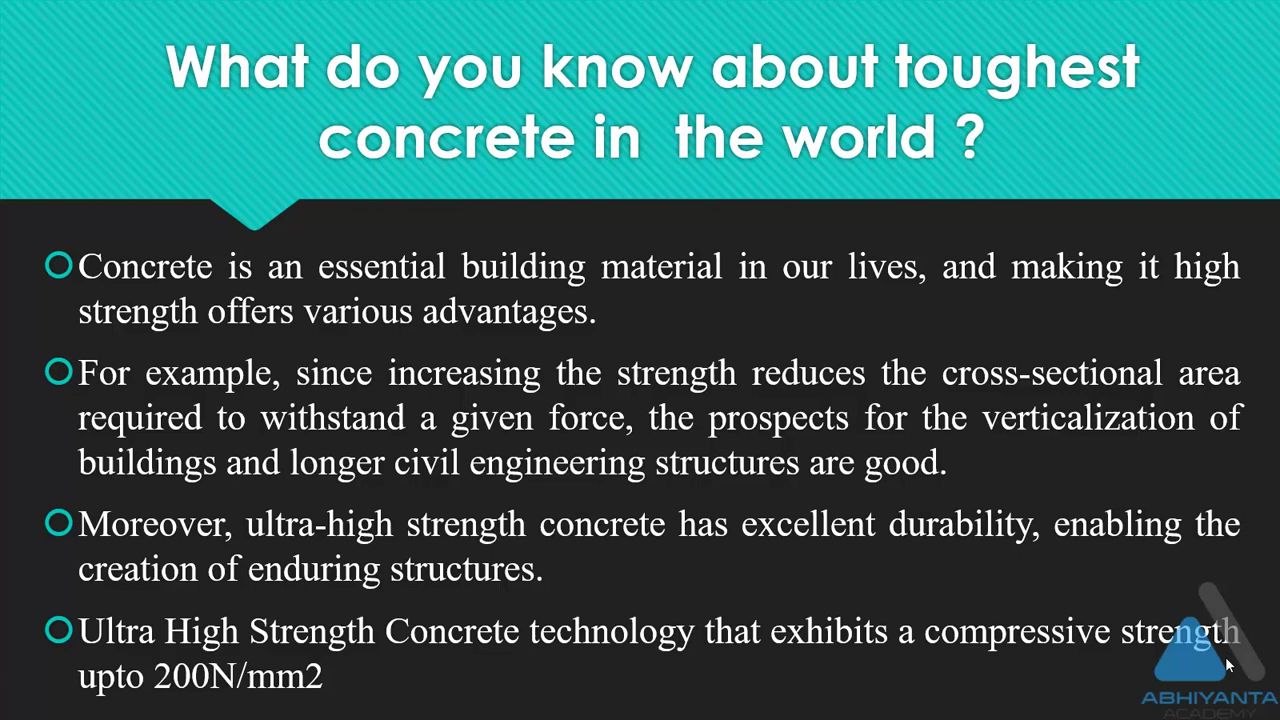 What do you know about toughest
concrete in the world ?
Concrete is an essential building material in our lives, and making it high
strength offers various advantages.
For example, since increasing the strength reduces the cross-sectional area
required to withstand a given force, the prospects for the verticalization of
buildings and longer civil engineering structures are good.
Moreover, ultra-high strength concrete has excellent durability, enabling the
creation of enduring structures.
Ultra High Strength Concrete technology that exhibits a compressive strength
upto 200N/mm2
ABHIYANTA
ACADEMY